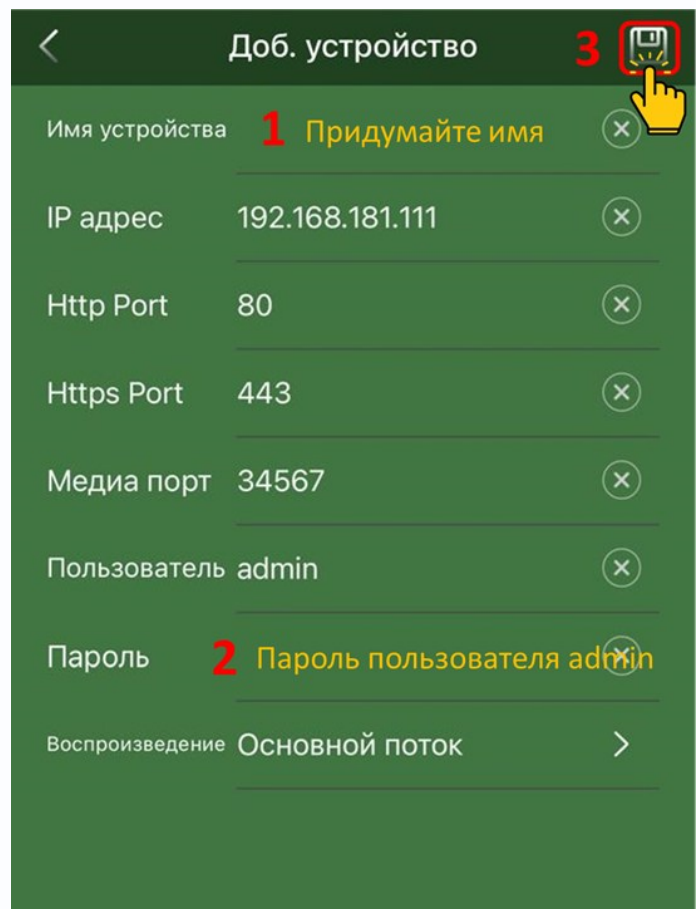 Доб. устройство 3
Имя устройства 1 Придумайте имя
IP адрес 192.168.181.111
Http Port 80
Https Port 443
Медиа порт 34567
Пользователь admin
Пароль 2 Пароль пользователя admin
Воспроизведение Основной поток